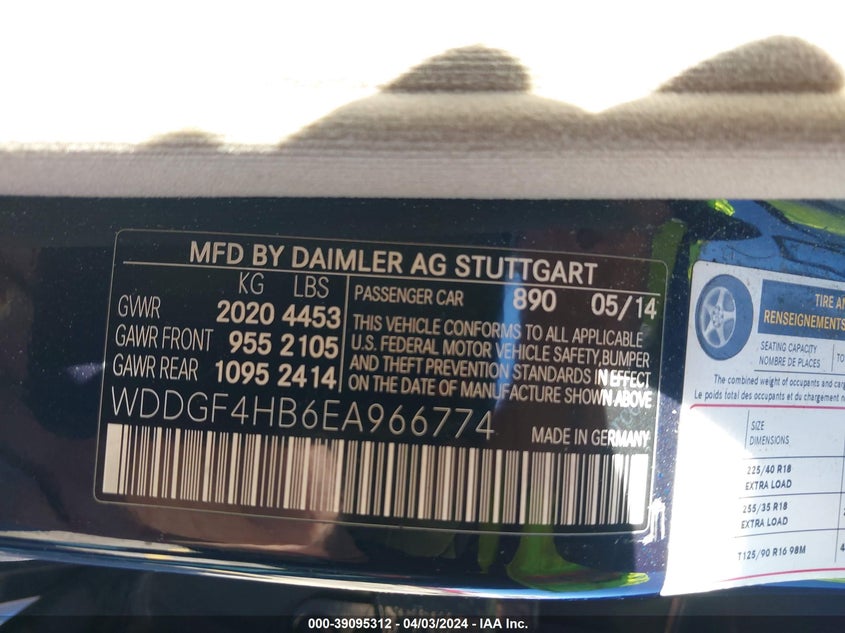 MFD BY DAIMLER AG STUTTGART
KG LBS
GVWR 2020 4453
GAWR FRONT 955 2105
GAWR REAR 1095 2414
PASSENGER CAR 890 05/14
THIS VEHICLE CONFORMS TO ALL APPLICABLE
U.S. FEDERAL MOTOR VEHICLE SAFETY, BUMPER
AND THEFT PREVENTION STANDARDS IN EFFECT
ON THE DATE OF MANUFACTURE SHOWN ABOVE
WDDGF4HB6EA966774
MADE IN GERMANY
TIRE
RENSEIGNEMENTS
SEATING CAPACITY
NOMBRE DE PLACES
The combined weight of occupants and
Le poids total des occupants et du chargement
SIZE
DIMENSIONS
225/40 R18
EXTRA LOAD
255/35 R18
EXTRA LOAD
T125/90 R16 98M
000-39095312 - 04/03/2024 - IAA Inc.